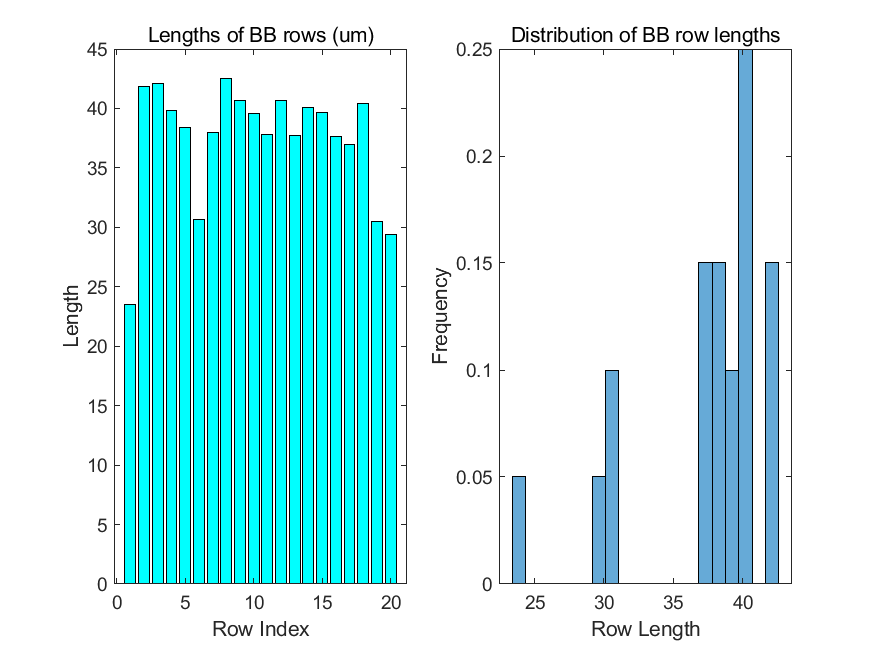 Lengths of BB rows (um)
45
40
35
30
25
20
15
10
5
0
Length
0 5 10 15 20
Row Index
Distribution of BB row lengths
0.25
0.2
0.15
0.1
0.05
0
Frequency
25 30 35 40
Row Length